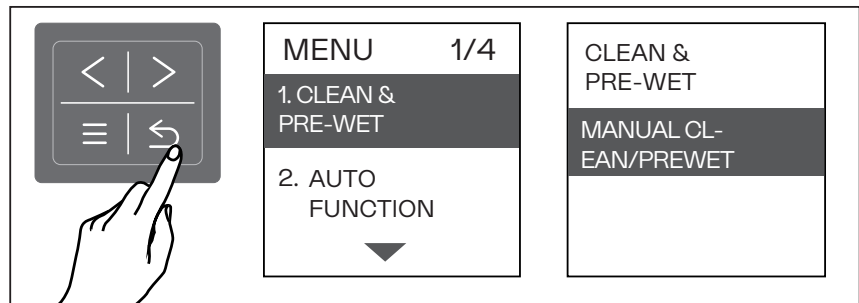 MENU 1/4
1. CLEAN &
PRE-WET
2. AUTO
FUNCTION
CLEAN &
PRE-WET
MANUAL CL-
EAN/PREWET